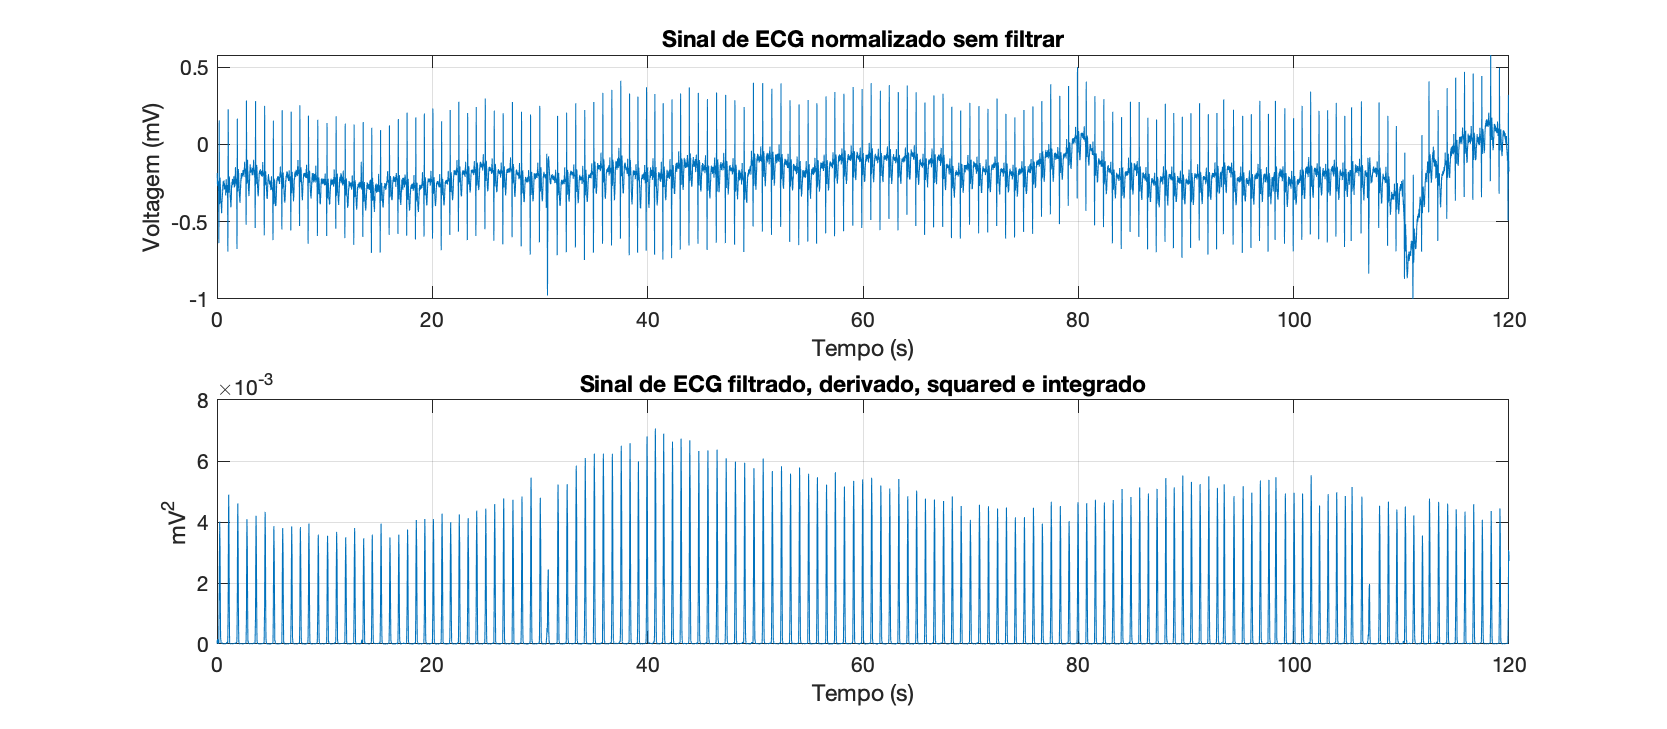 Sinal de ECG normalizado sem filtrar
Voltagem (mV)
0.5
0
-0.5
-1
0 20 40 60 80 100 120
Tempo (s)
Sinal de ECG filtrado, derivado, squared e integrado
×10⁻³
mV²
8
6
4
2
0
0 20 40 60 80 100 120
Tempo (s)